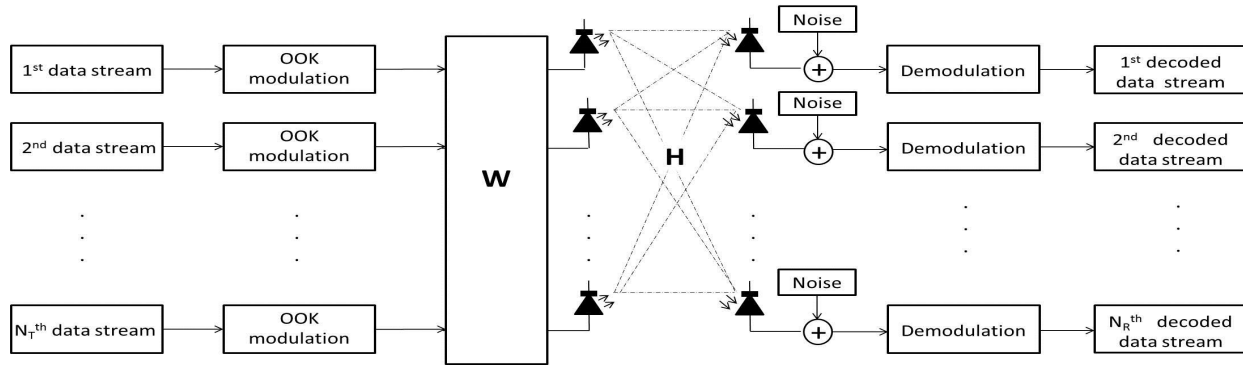 1st data stream
OOK
modulation
W
H
Noise
+
Demodulation
1st decoded
data stream
2nd data stream
OOK
modulation
Noise
+
Demodulation
2nd decoded
data stream
NTth data stream
OOK
modulation
Noise
+
Demodulation
NRth decoded
data stream